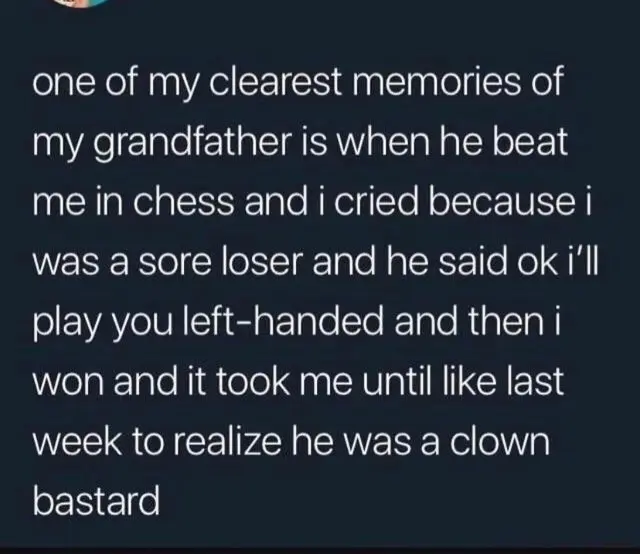 one of my clearest memories of
my grandfather is when he beat
me in chess and i cried because i
was a sore loser and he said ok i'll
play you left-handed and then i
won and it took me until like last
week to realize he was a clown
bastard